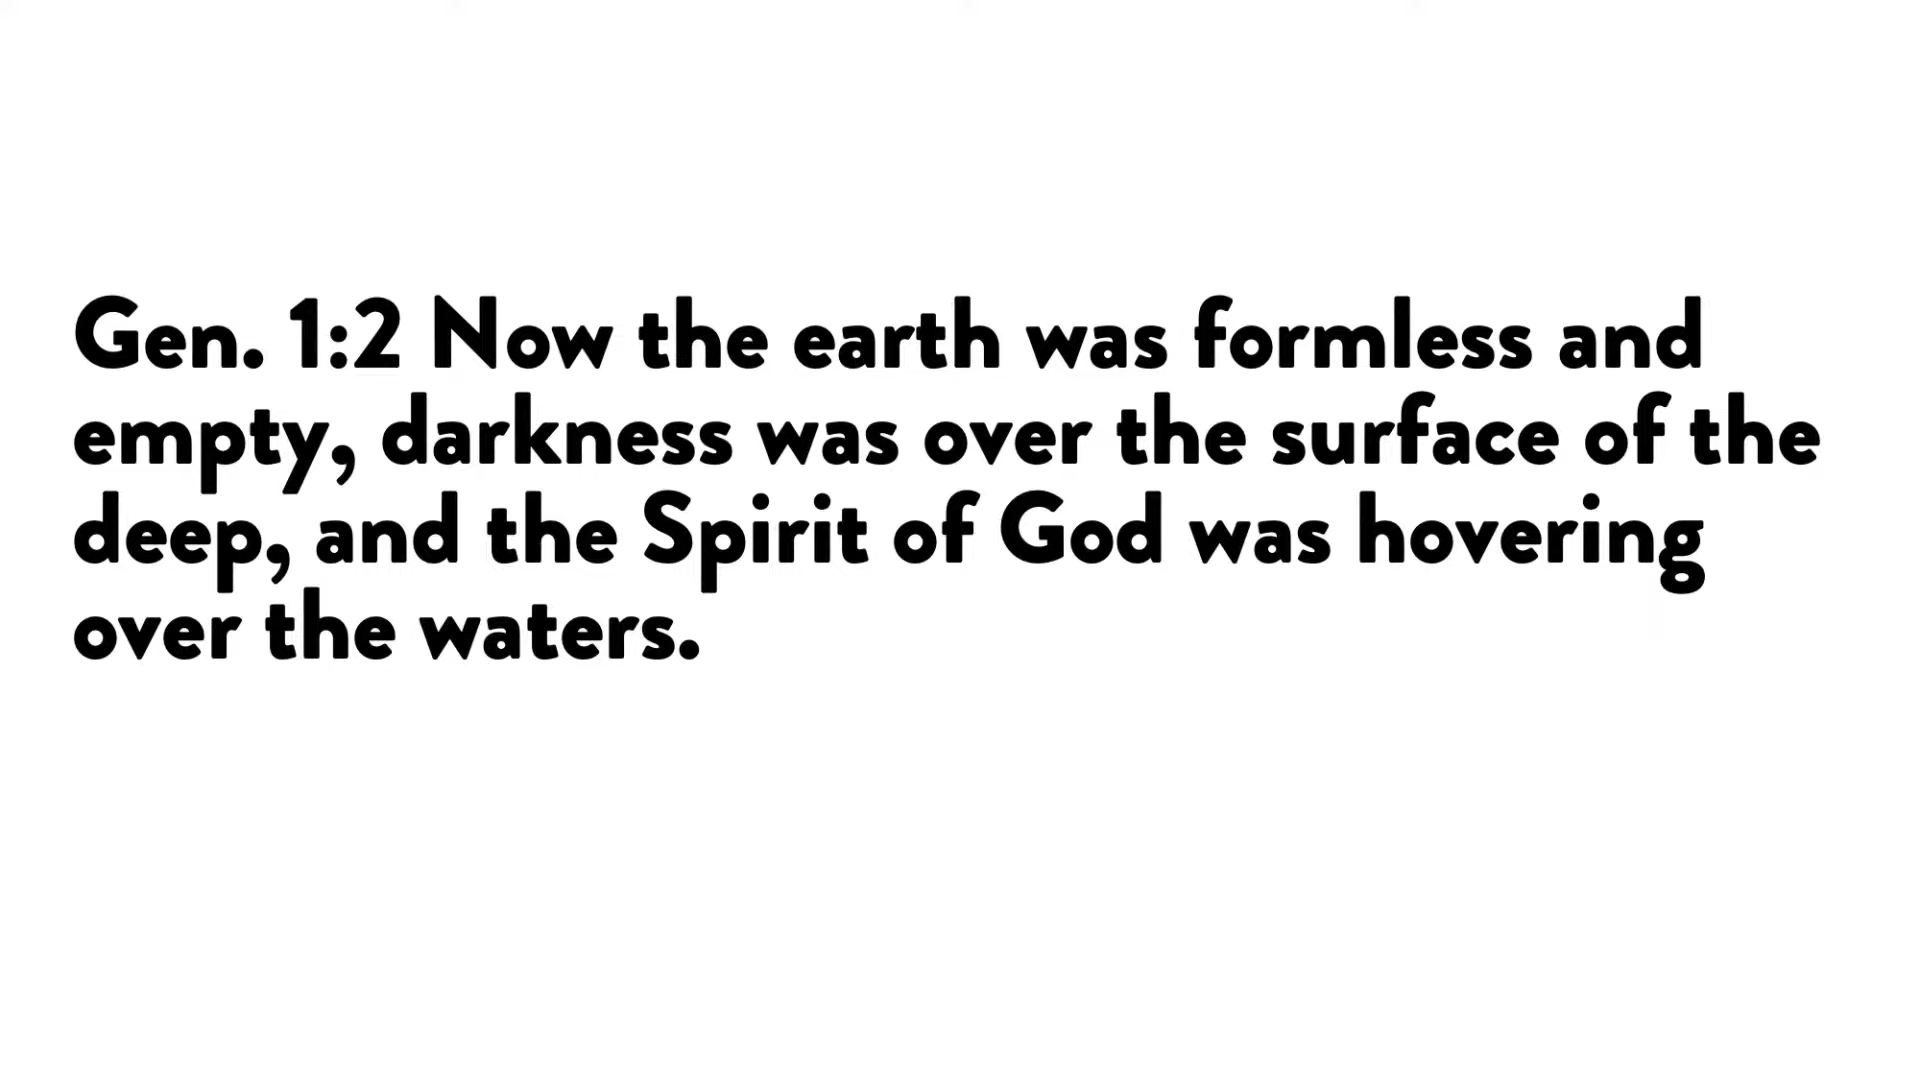 Gen. 1:2 Now the earth was formless and
empty, darkness was over the surface of the
deep, and the Spirit of God was hovering
over the waters.